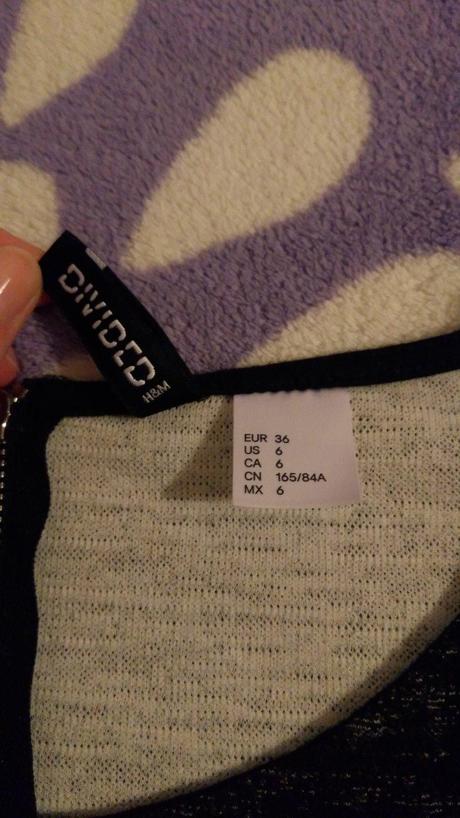 DIVIDED
H&M
EUR 36
US 6
CA 6
CN 165/84A
MX 6